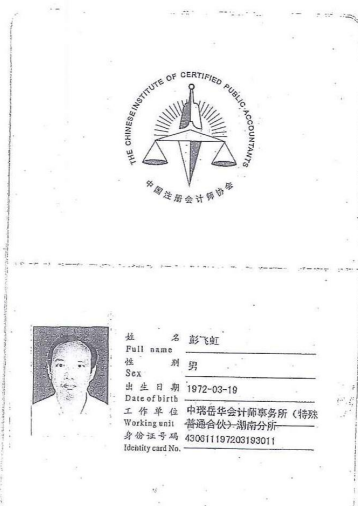 THE CHINESE INSTITUTE OF CERTIFIED PUBLIC ACCOUNTANTS
中国注册会计师协会
姓 名 彭飞虹
Full name
性 别 男
Sex
出生日期 1972-03-19
Date of birth
工作单位 中瑞岳华会计师事务所（特殊
Working unit 普通合伙）湖南分所
身份证号码 430611197203193011
Identity card No.